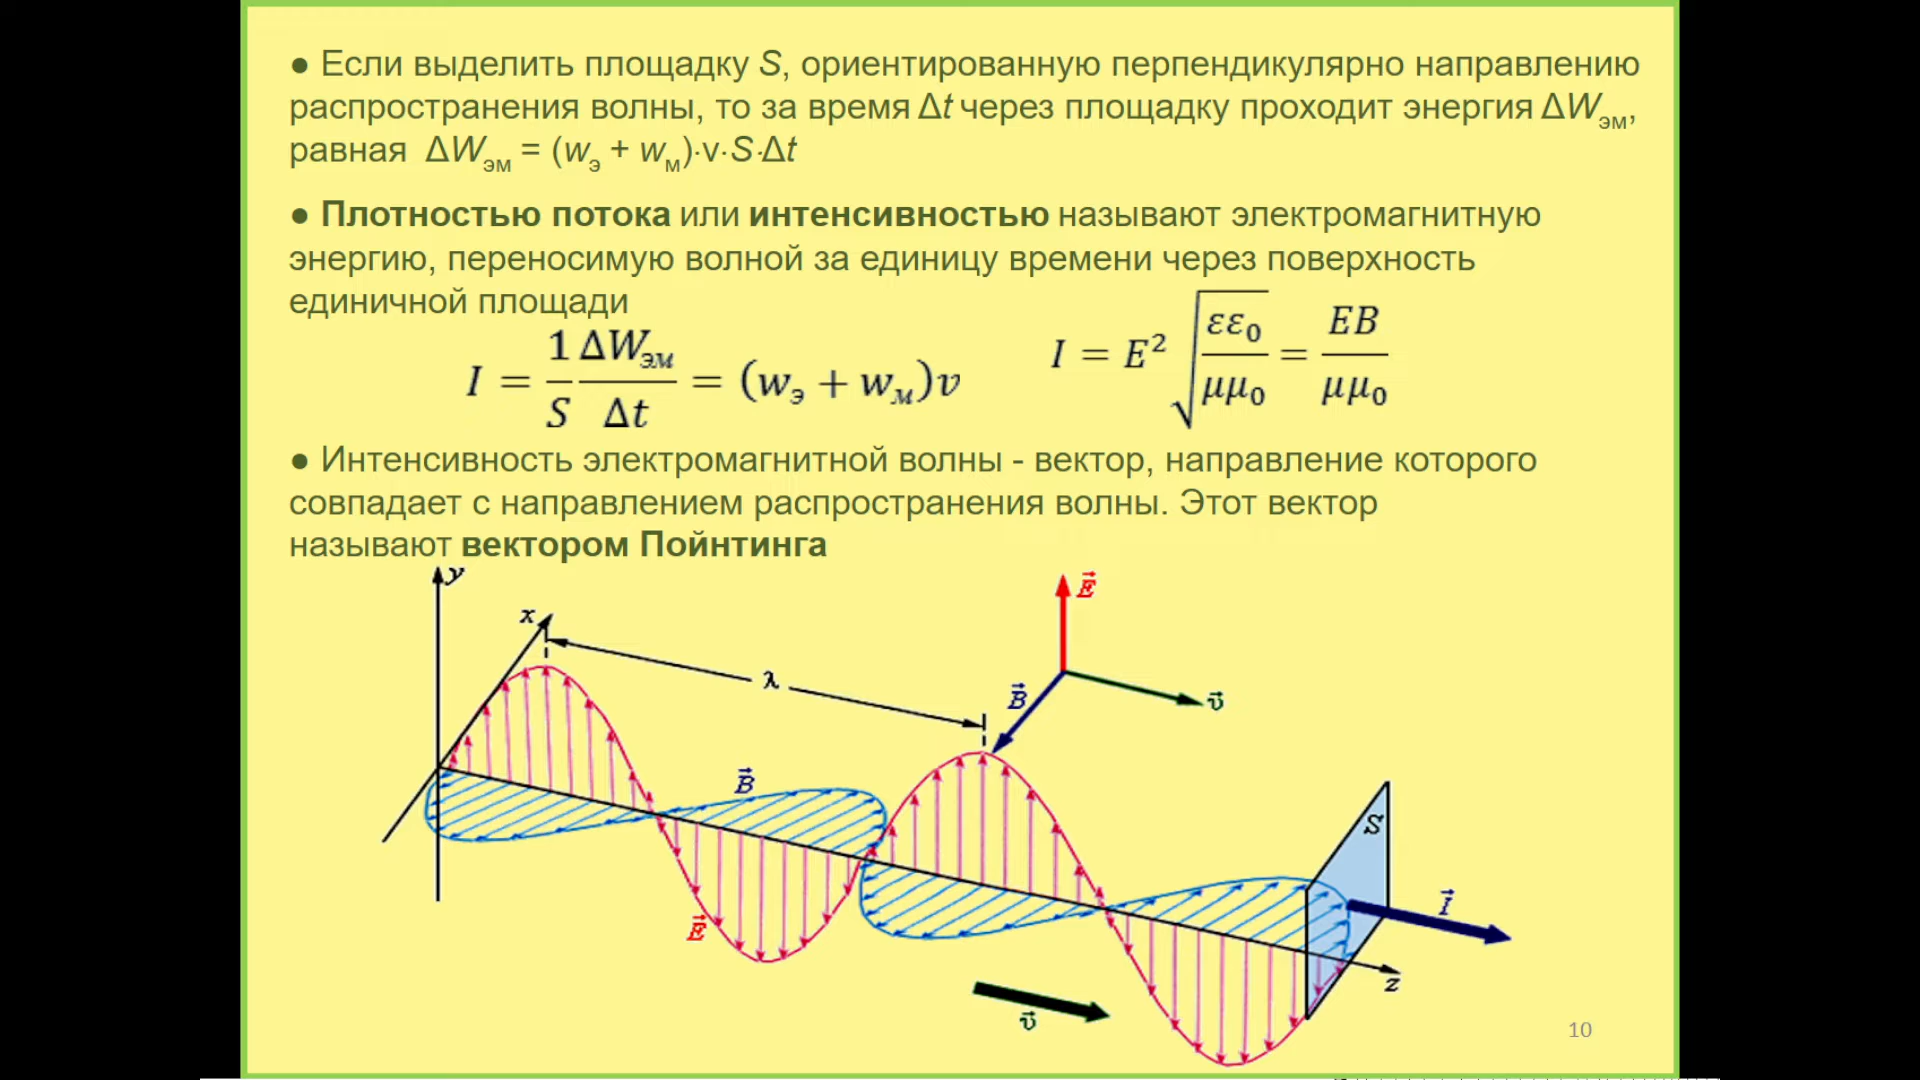 ● Если выделить площадку S, ориентированную перпендикулярно направлению
распространения волны, то за время Δt через площадку проходит энергия ΔWэм,
равная ΔWэм = (wэ + wм)·v·S·Δt
● Плотностью потока или интенсивностью называют электромагнитную
энергию, переносимую волной за единицу времени через поверхность
единичной площади
I = 1/S ΔWэм/Δt = (wэ + wм)v
I = E² √(εε₀/μμ₀) = EB/μμ₀
● Интенсивность электромагнитной волны - вектор, направление которого
совпадает с направлением распространения волны. Этот вектор
называют вектором Пойнтинга
y
x
E⃗
λ
B⃗
υ⃗
B⃗
S
I⃗
E⃗
z
υ⃗
10